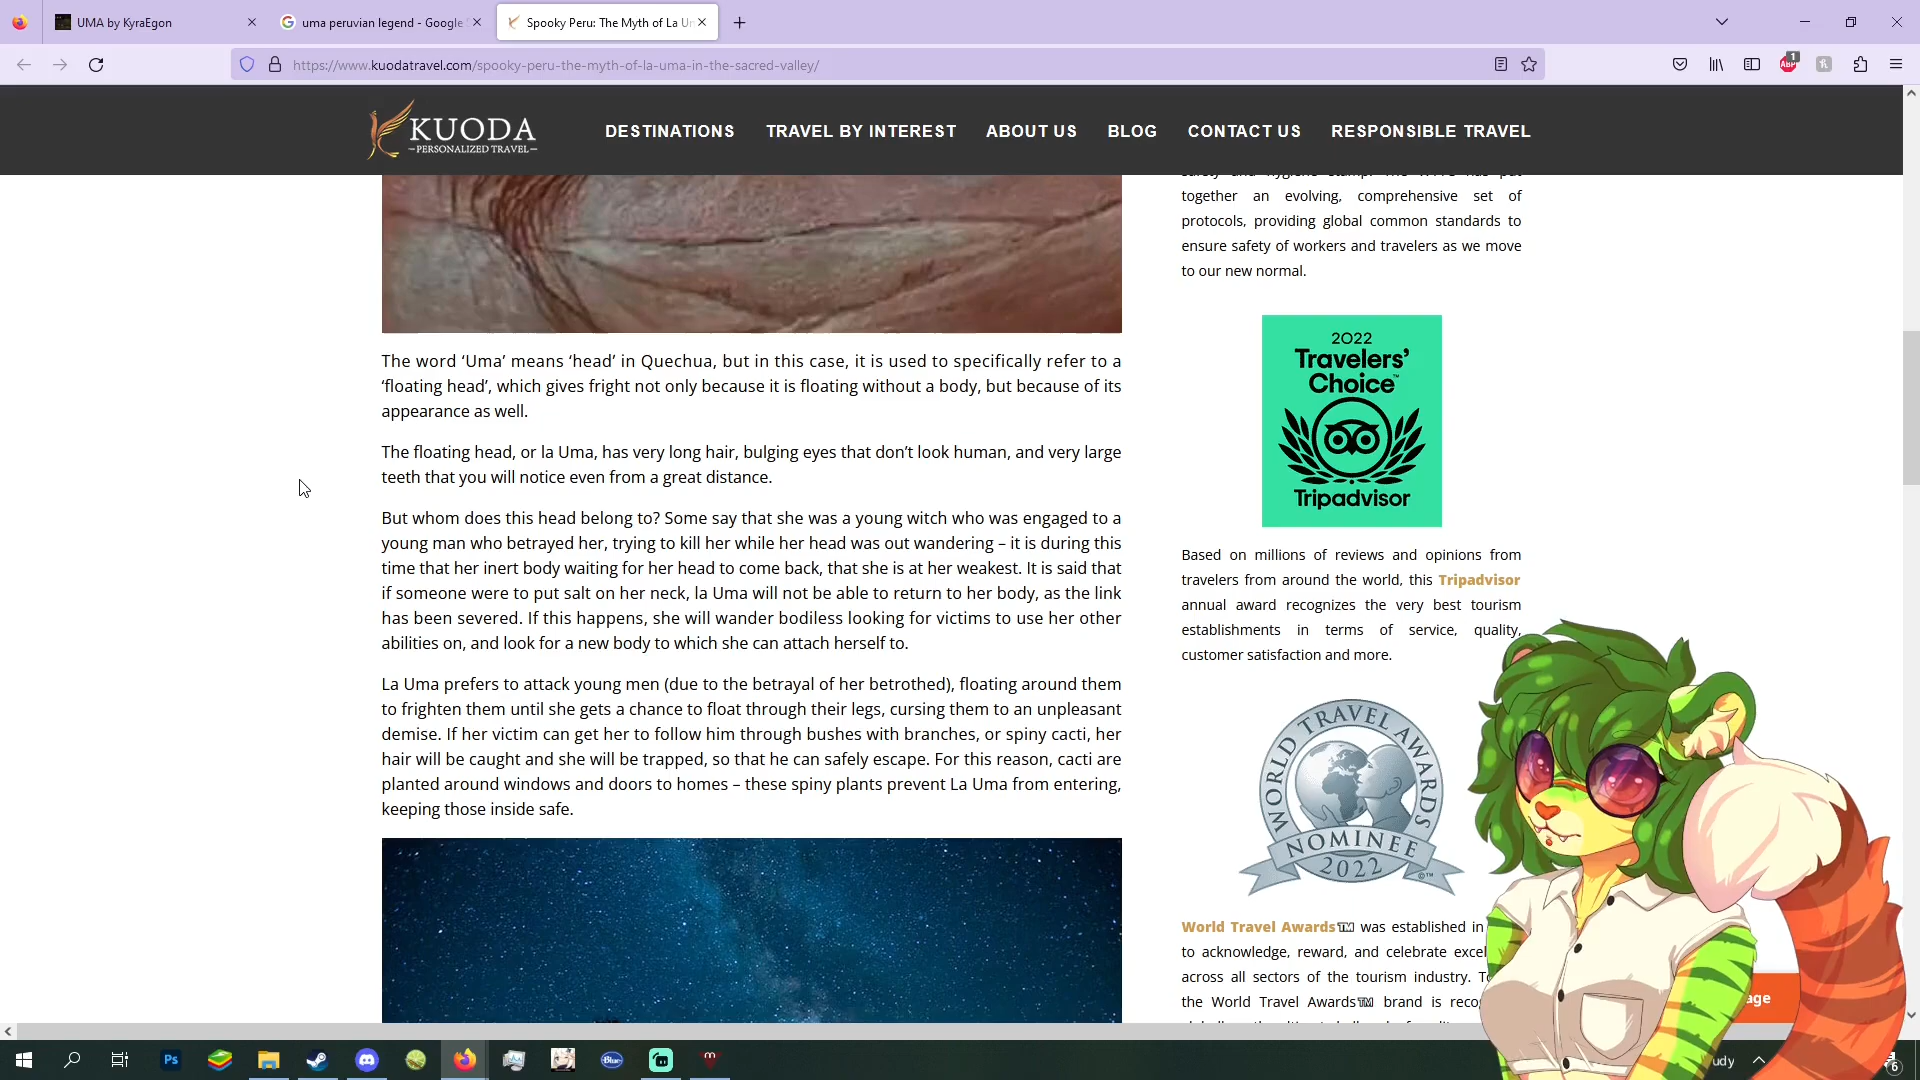 UMA by KyraEgon
uma peruvian legend - Google
Spooky Peru: The Myth of La U
https://www.kuodatravel.com/spooky-peru-the-myth-of-la-uma-in-the-sacred-valley/
KUODA
-PERSONALIZED TRAVEL-
DESTINATIONS
TRAVEL BY INTEREST
ABOUT US
BLOG
CONTACT US
RESPONSIBLE TRAVEL
The word ‘Uma’ means ‘head’ in Quechua, but in this case, it is used to specifically refer to a
‘floating head’, which gives fright not only because it is floating without a body, but because of its
appearance as well.
The floating head, or la Uma, has very long hair, bulging eyes that don’t look human, and very large
teeth that you will notice even from a great distance.
But whom does this head belong to? Some say that she was a young witch who was engaged to a
young man who betrayed her, trying to kill her while her head was out wandering – it is during this
time that her inert body waiting for her head to come back, that she is at her weakest. It is said that
if someone were to put salt on her neck, la Uma will not be able to return to her body, as the link
has been severed. If this happens, she will wander bodiless looking for victims to use her other
abilities on, and look for a new body to which she can attach herself to.
La Uma prefers to attack young men (due to the betrayal of her betrothed), floating around them
to frighten them until she gets a chance to float through their legs, cursing them to an unpleasant
demise. If her victim can get her to follow him through bushes with branches, or spiny cacti, her
hair will be caught and she will be trapped, so that he can safely escape. For this reason, cacti are
planted around windows and doors to homes – these spiny plants prevent La Uma from entering,
keeping those inside safe.
together an evolving, comprehensive set of
protocols, providing global common standards to
ensure safety of workers and travelers as we move
to our new normal.
2022
Travelers’
Choice™
Tripadvisor
Based on millions of reviews and opinions from
travelers from around the world, this Tripadvisor
annual award recognizes the very best tourism
establishments in terms of service, quality,
customer satisfaction and more.
WORLD TRAVEL AWARDS
NOMINEE
2022
World Travel Awards™ was established in
to acknowledge, reward, and celebrate excel
across all sectors of the tourism industry. T
the World Travel Awards™ brand is recog
age
ABP
1
Ps
Blue
udy
6